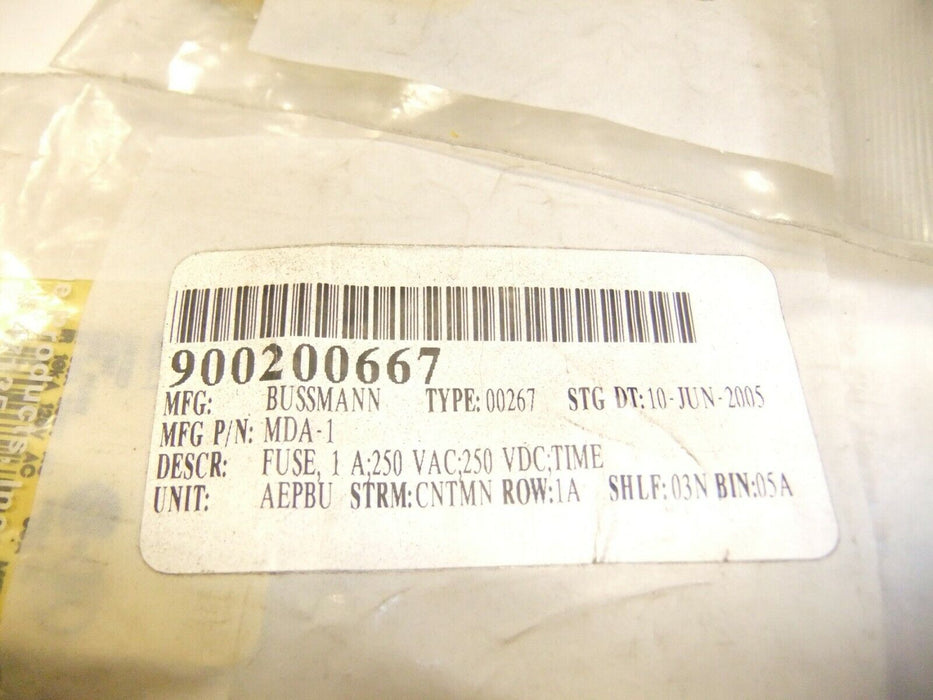 900200667
MFG: BUSSMANN TYPE: 00267 STG DT: 10-JUN-2005
MFG P/N: MDA-1
DESCR: FUSE, 1 A;250 VAC;250 VDC;TIME
UNIT: AEPBU STRM: CNTMN ROW:1A SHLF: 03N BIN:05A